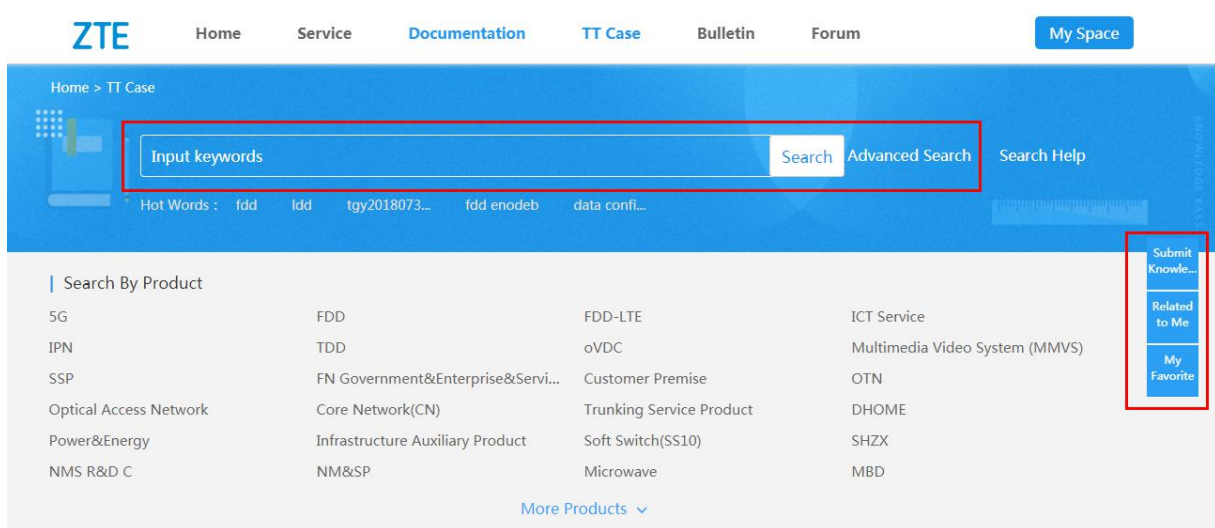 ZTE Home Service Documentation TT Case Bulletin Forum My Space
Home > TT Case
Input keywords Search Advanced Search Search Help
Hot Words : fdd ldd tgy2018073... fdd enodeb data confi...
KNOWLEDGE BASE
Submit Knowle...
Related to Me
My Favorite
Search By Product
5G FDD FDD-LTE ICT Service
IPN TDD oVDC Multimedia Video System (MMVS)
SSP FN Government&Enterprise&Servi... Customer Premise OTN
Optical Access Network Core Network(CN) Trunking Service Product DHOME
Power&Energy Infrastructure Auxiliary Product Soft Switch(SS10) SHZX
NMS R&D C NM&SP Microwave MBD
More Products